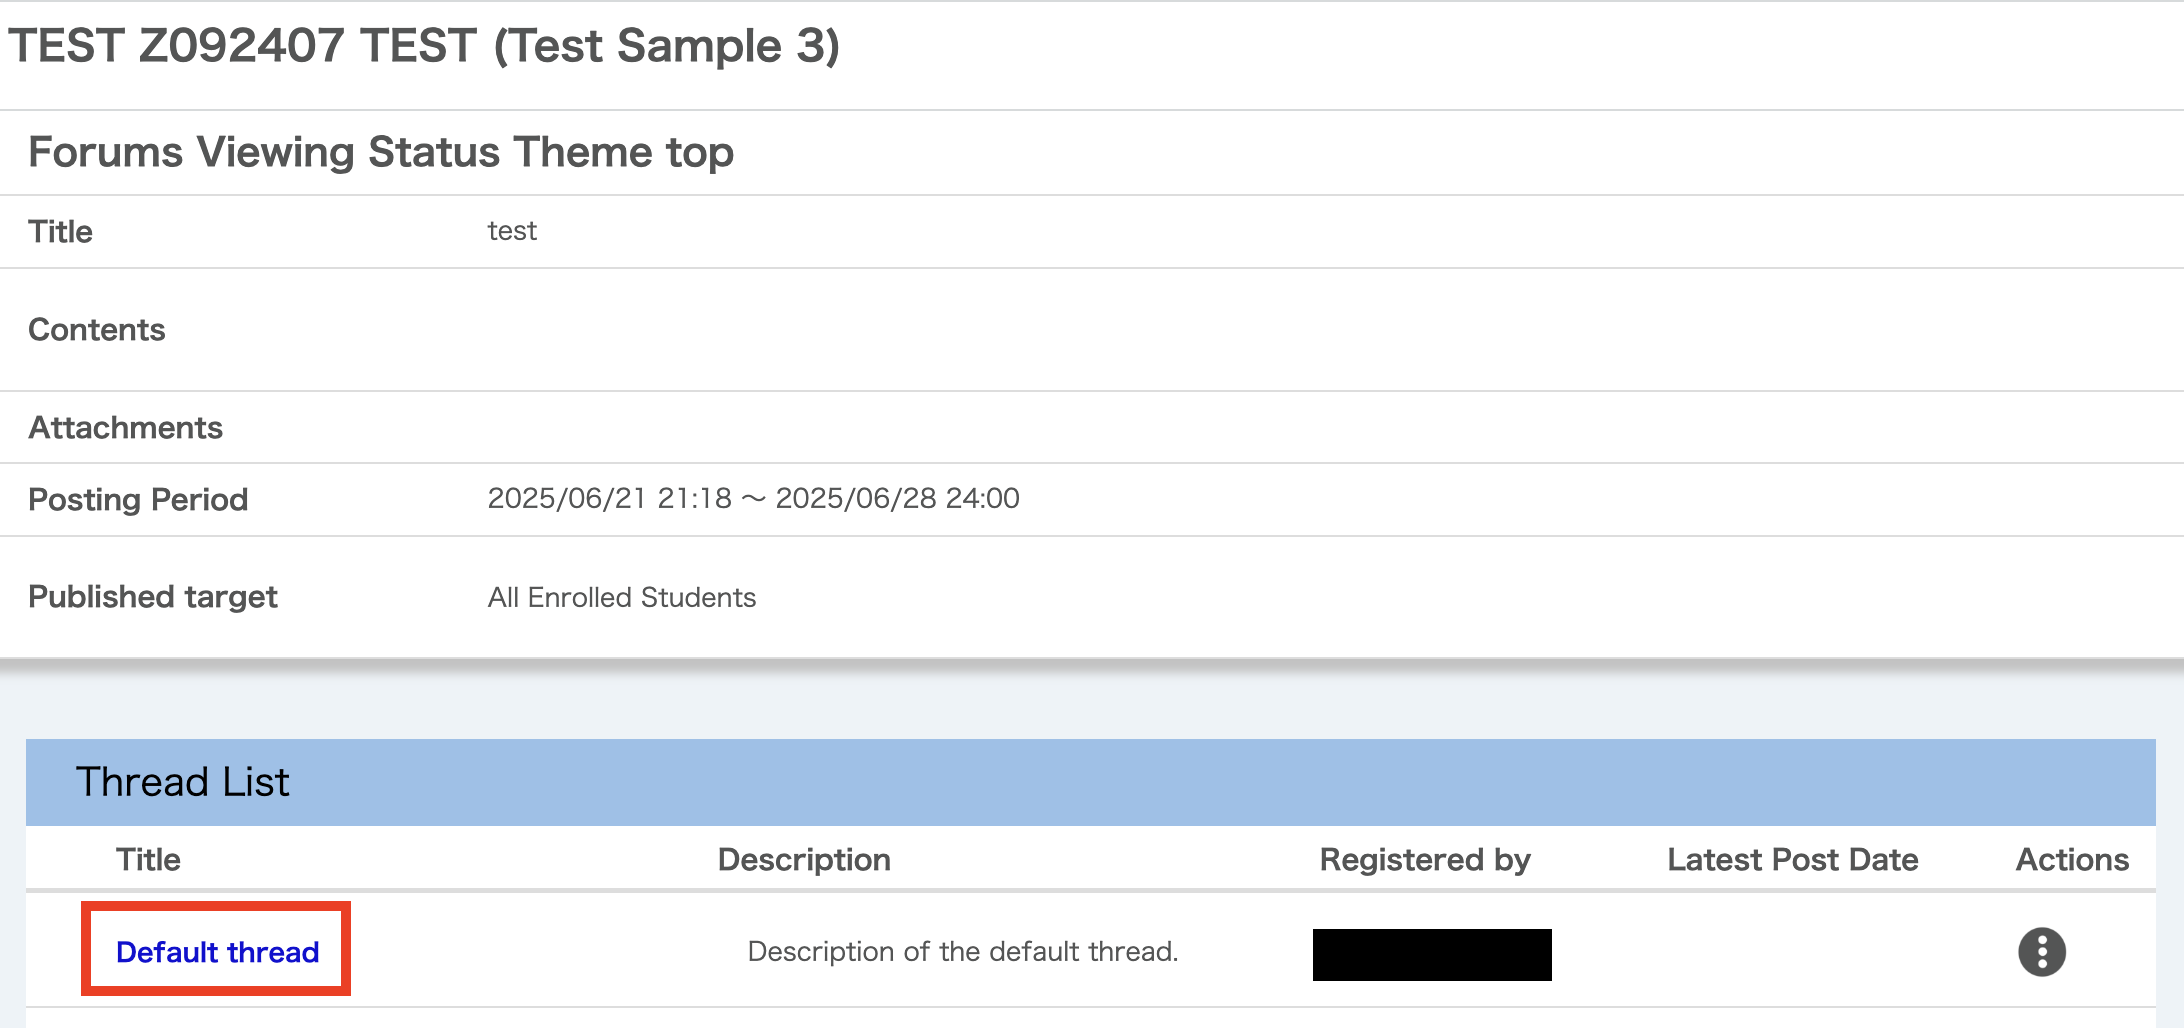 TEST Z092407 TEST (Test Sample 3)
Forums Viewing Status Theme top
Title test
Contents
Attachments
Posting Period 2025/06/21 21:18 ～ 2025/06/28 24:00
Published target All Enrolled Students
Thread List
Title Description Registered by Latest Post Date Actions
Default thread Description of the default thread.